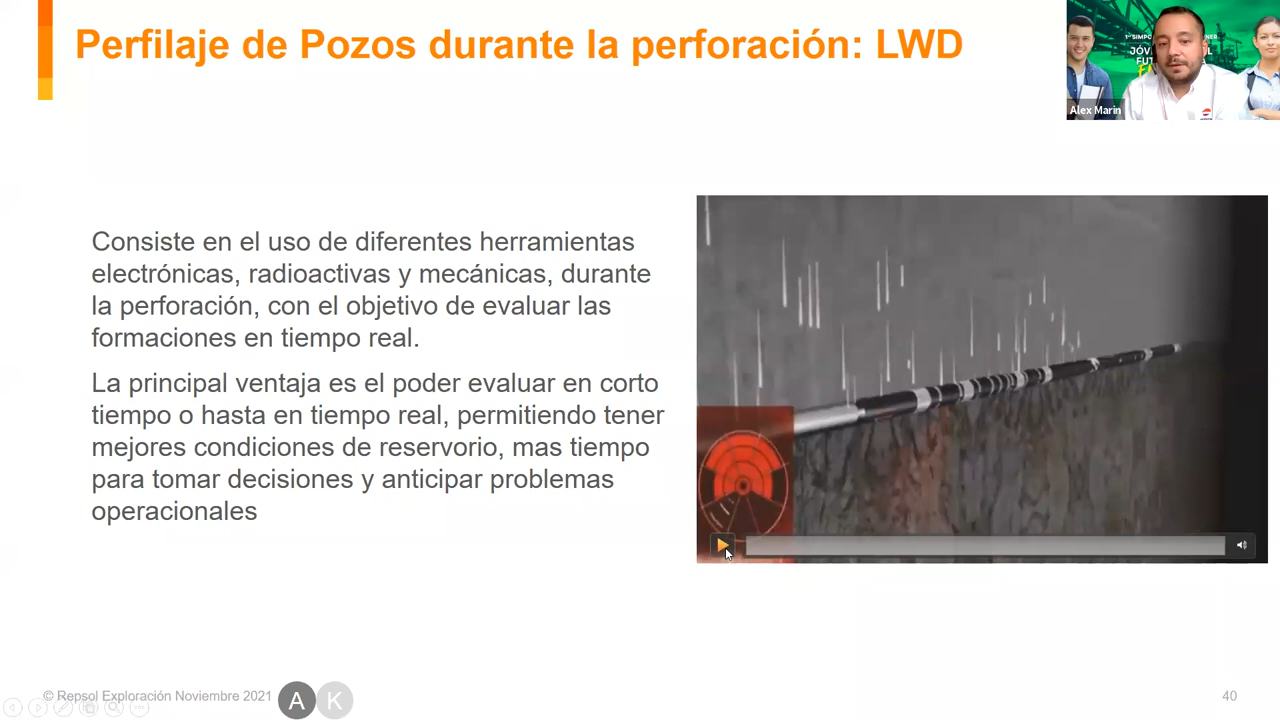 Perfilaje de Pozos durante la perforación: LWD
Alex Marin
Consiste en el uso de diferentes herramientas
electrónicas, radioactivas y mecánicas, durante
la perforación, con el objetivo de evaluar las
formaciones en tiempo real.
La principal ventaja es el poder evaluar en corto
tiempo o hasta en tiempo real, permitiendo tener
mejores condiciones de reservorio, mas tiempo
para tomar decisiones y anticipar problemas
operacionales
© Repsol Exploración Noviembre 2021
A
K
40